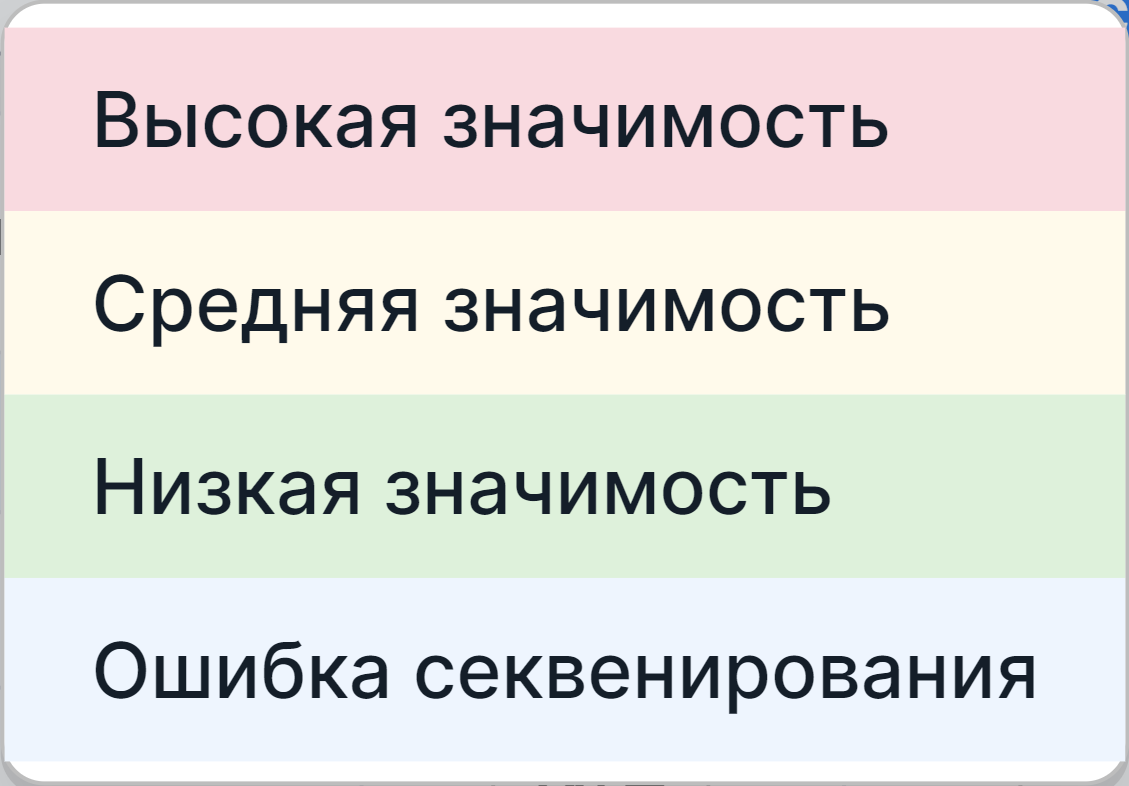 Высокая значимость
Средняя значимость
Низкая значимость
Ошибка секвенирования